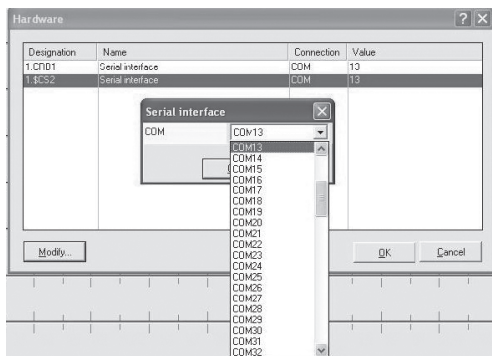 Hardware
Designation Name Connection Value
Serial interface COM 13
1.$CS2 Serial interface COM 13
Serial interface
COM COM13
COM13
COM14
COM15
COM16
COM17
COM18
COM19
COM20
COM21
COM22
COM23
COM24
COM25
COM26
COM27
COM28
COM29
COM30
COM31
COM32
Modify... OK Cancel